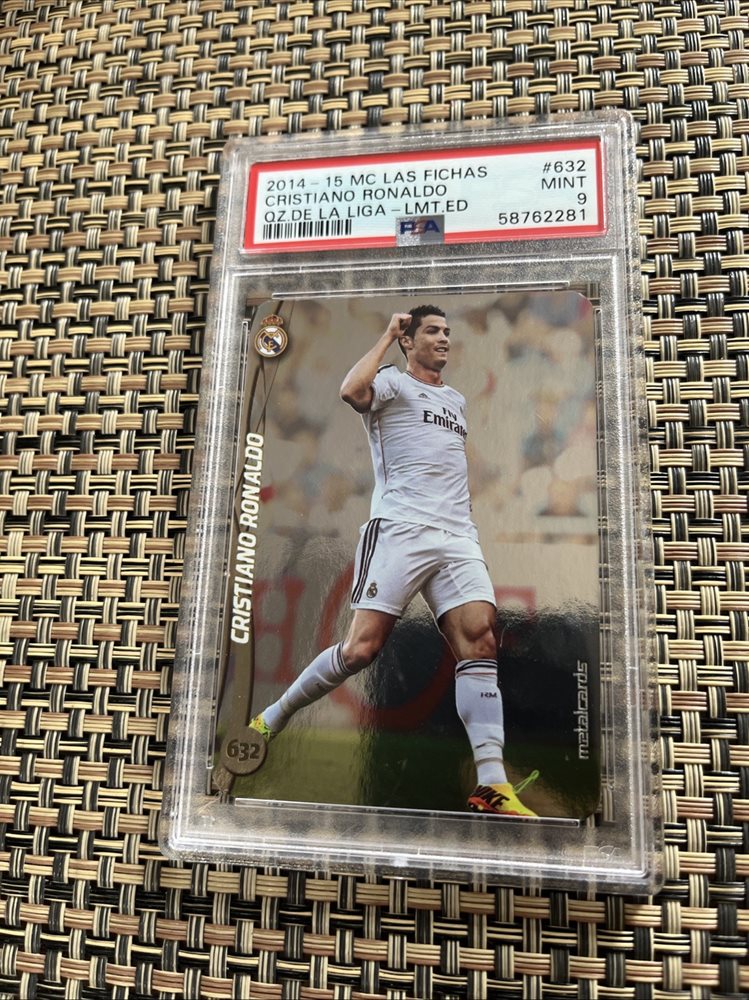 2014-15 MC LAS FICHAS #632
CRISTIANO RONALDO MINT
QZ.DE LA LIGA-LMT.ED 9
PSA 58762281
CRISTIANO RONALDO
Fly
Emirates
RM
632
metalcards